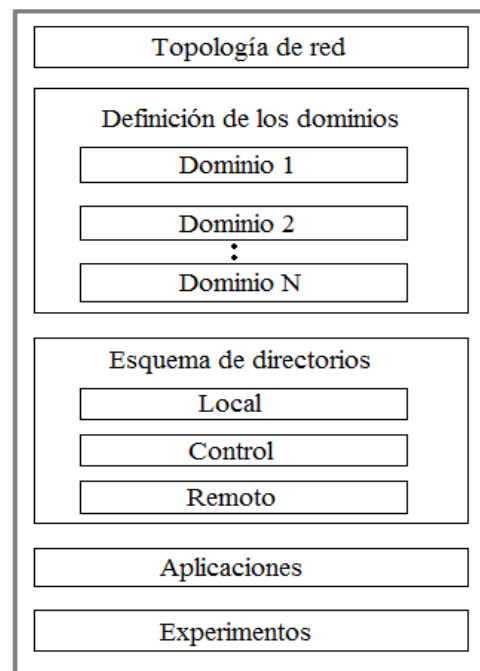 Topología de red
Definición de los dominios
Dominio 1
Dominio 2
Dominio N
Esquema de directorios
Local
Control
Remoto
Aplicaciones
Experimentos